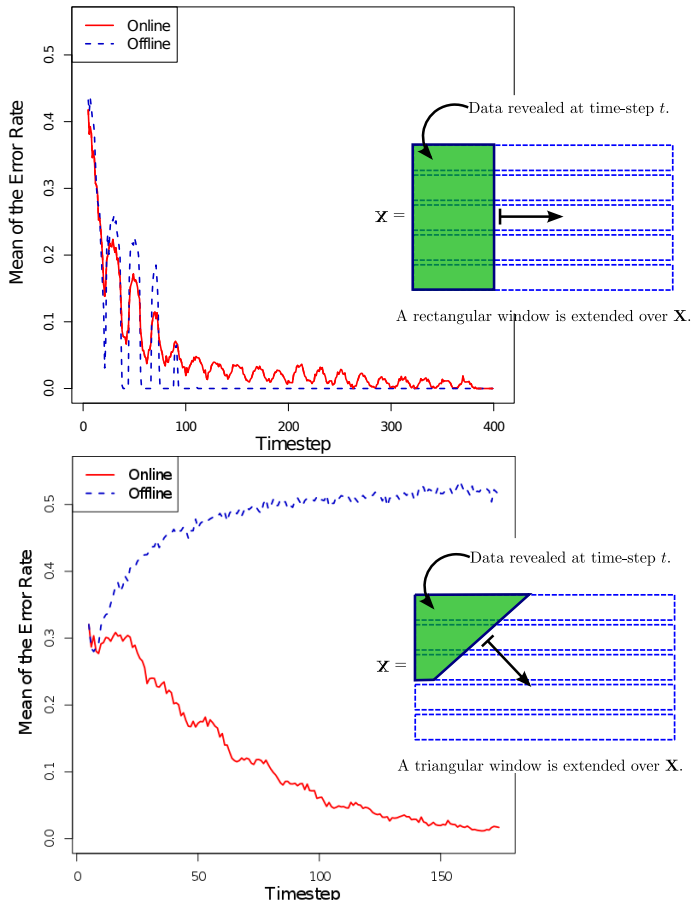 Online
Offline
Mean of the Error Rate
0.5
0.4
0.3
0.2
0.1
0.0
0
100
200
300
400
Timestep
Data revealed at time-step t.
X =
A rectangular window is extended over X.
Online
Offline
Mean of the Error Rate
0.5
0.4
0.3
0.2
0.1
0.0
0
50
100
150
Timestep
Data revealed at time-step t.
X =
A triangular window is extended over X.